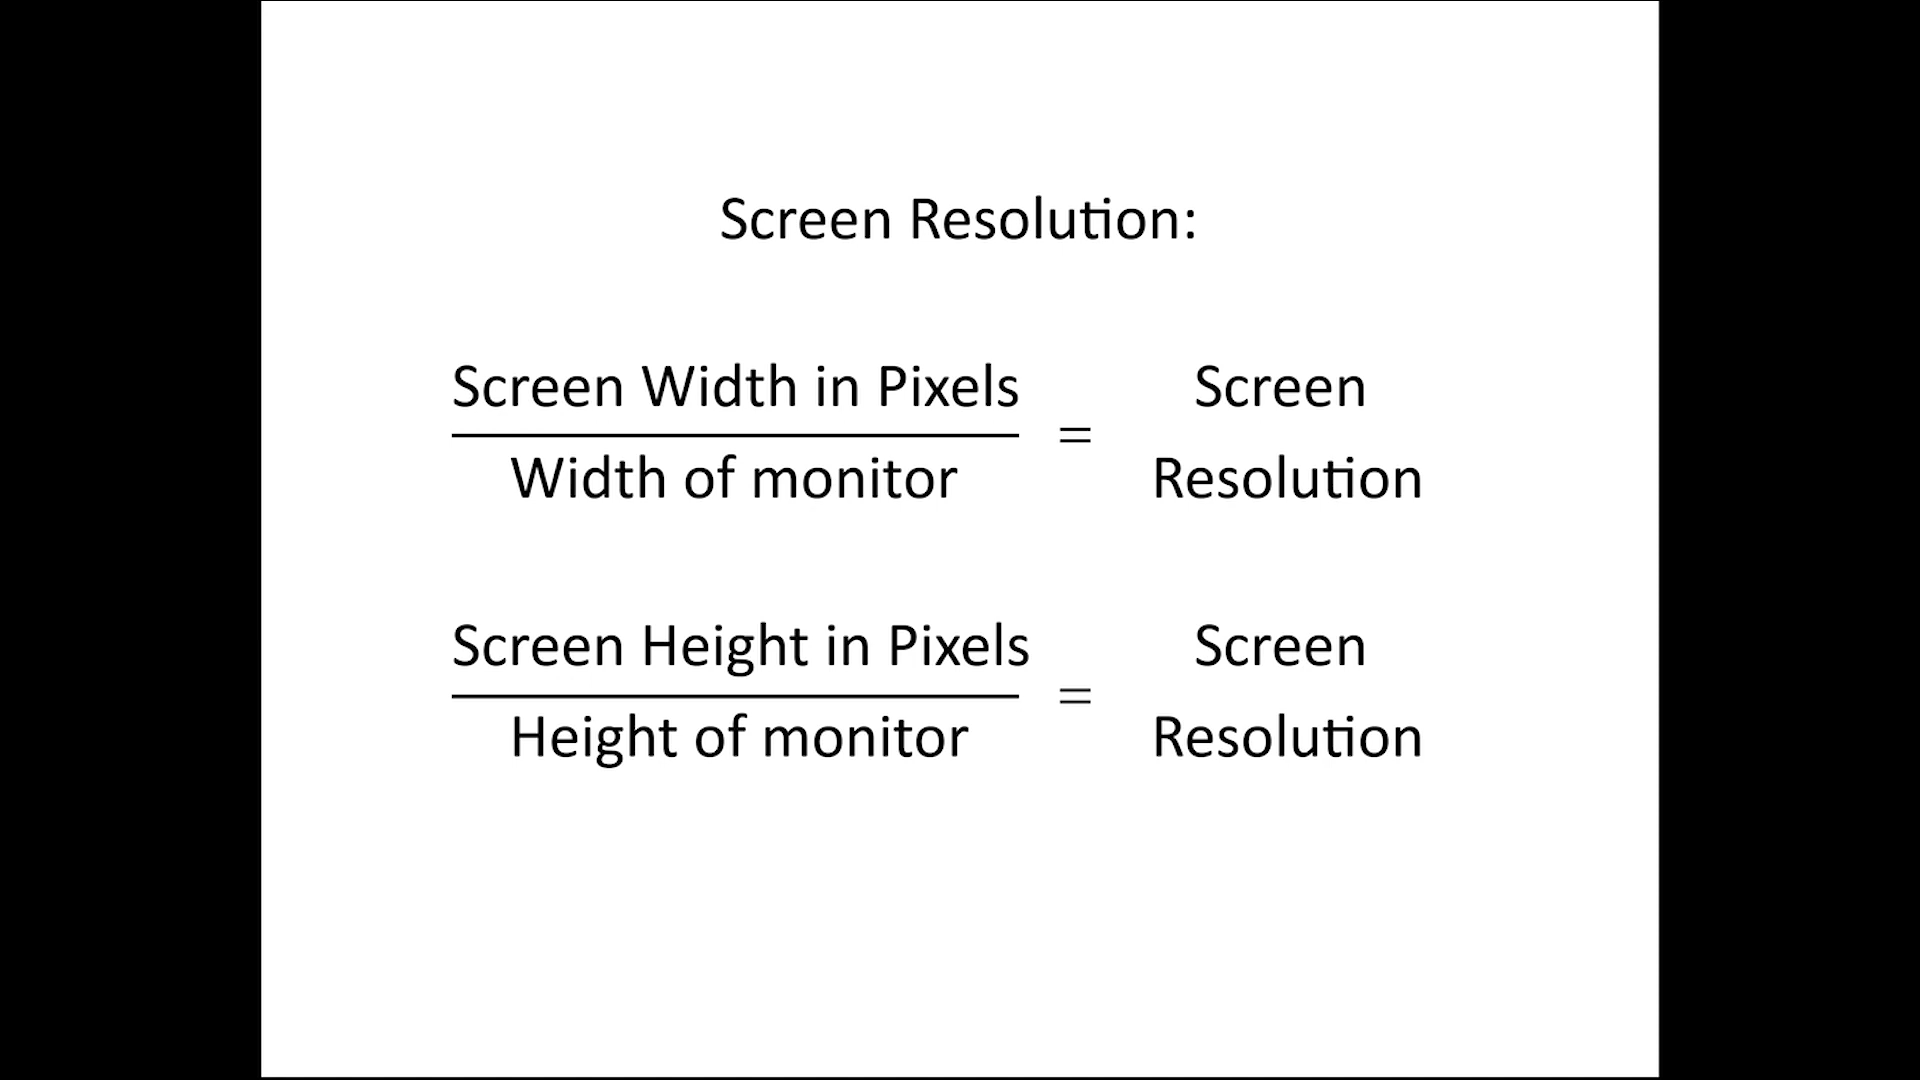 Screen Resolution:
Screen Width in Pixels
Width of monitor
=
Screen
Resolution
Screen Height in Pixels
Height of monitor
=
Screen
Resolution